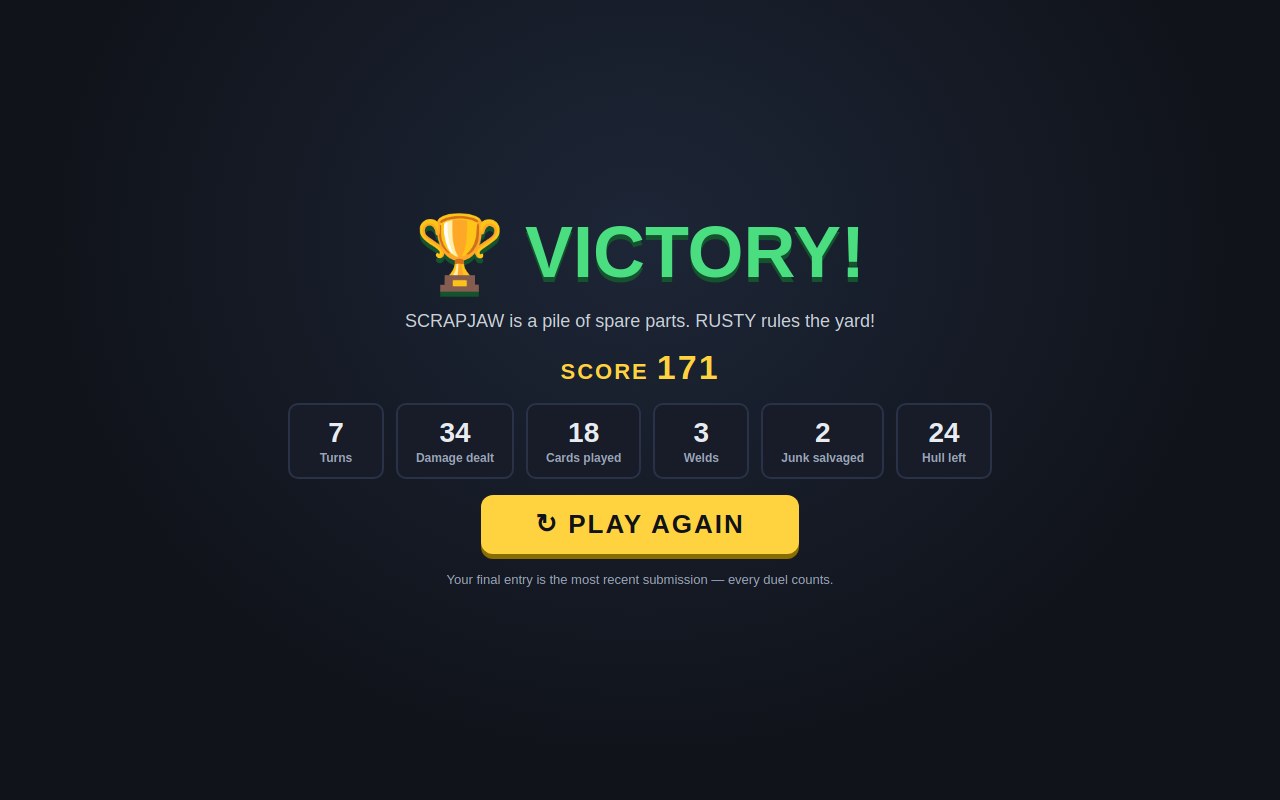 🏆 VICTORY!
SCRAPJAW is a pile of spare parts. RUSTY rules the yard!
SCORE 171
7 34 18 3 2 24
Turns Damage dealt Cards played Welds Junk salvaged Hull left
↻ PLAY AGAIN
Your final entry is the most recent submission — every duel counts.